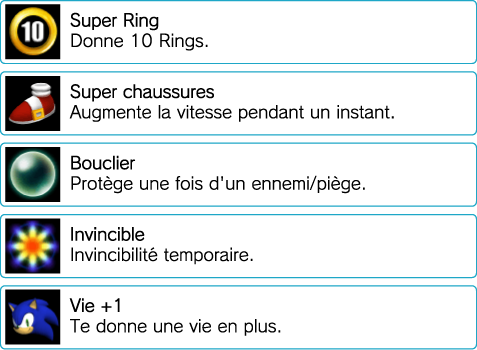 10
Super Ring
Donne 10 Rings.
Super chaussures
Augmente la vitesse pendant un instant.
Bouclier
Protège une fois d'un ennemi/piège.
Invincible
Invincibilité temporaire.
Vie +1
Te donne une vie en plus.